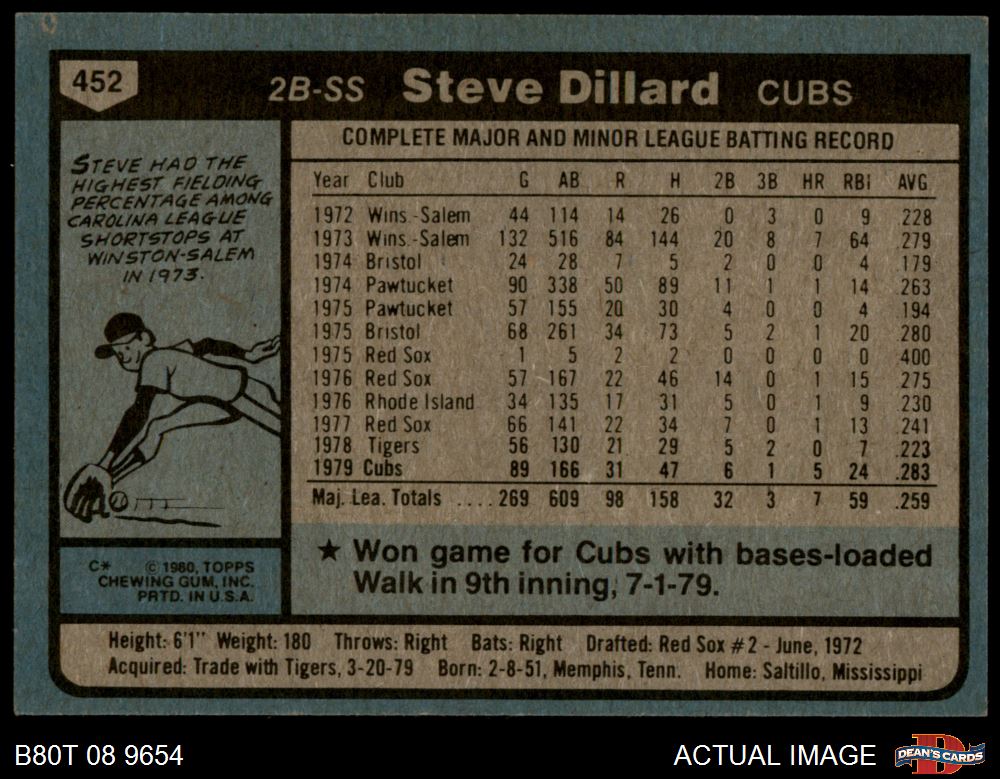 452
2B-SS Steve Dillard CUBS
STEVE HAD THE
HIGHEST FIELDING
PERCENTAGE AMONG
CAROLINA LEAGUE
SHORTSTOPS AT
WINSTON-SALEM
IN 1973.
COMPLETE MAJOR AND MINOR LEAGUE BATTING RECORD
Year Club G AB R H 2B 3B HR RBI AVG
1972 Wins.-Salem 44 114 14 26 0 3 0 9 .228
1973 Wins.-Salem 132 516 84 144 20 8 7 64 .279
1974 Bristol 24 28 7 5 2 0 0 4 .179
1974 Pawtucket 90 338 50 89 11 1 1 14 .263
1975 Pawtucket 57 155 20 30 4 0 0 4 .194
1975 Bristol 68 261 34 73 5 2 1 20 .280
1975 Red Sox 1 5 2 2 0 0 0 0 .400
1976 Red Sox 57 167 22 46 14 0 1 15 .275
1976 Rhode Island 34 135 17 31 5 0 1 9 .230
1977 Red Sox 66 141 22 34 7 0 1 13 .241
1978 Tigers 56 130 21 29 5 2 0 7 .223
1979 Cubs 89 166 31 47 6 1 5 24 .283
Maj. Lea. Totals .... 269 609 98 158 32 3 7 59 .259
★ Won game for Cubs with bases-loaded
Walk in 9th inning, 7-1-79.
C* © 1980, TOPPS
CHEWING GUM, INC.
PRTD. IN U.S.A.
Height: 6'1" Weight: 180 Throws: Right Bats: Right Drafted: Red Sox #2 - June, 1972
Acquired: Trade with Tigers, 3-20-79 Born: 2-8-51, Memphis, Tenn. Home: Saltillo, Mississippi
B80T 08 9654 ACTUAL IMAGE DEAN'S CARDS